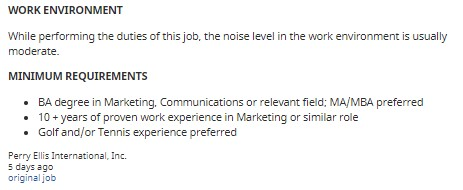 WORK ENVIRONMENT
While performing the duties of this job, the noise level in the work environment is usually
moderate.
MINIMUM REQUIREMENTS
• BA degree in Marketing, Communications or relevant field; MA/MBA preferred
• 10 + years of proven work experience in Marketing or similar role
• Golf and/or Tennis experience preferred
Perry Ellis International, Inc.
5 days ago
original job